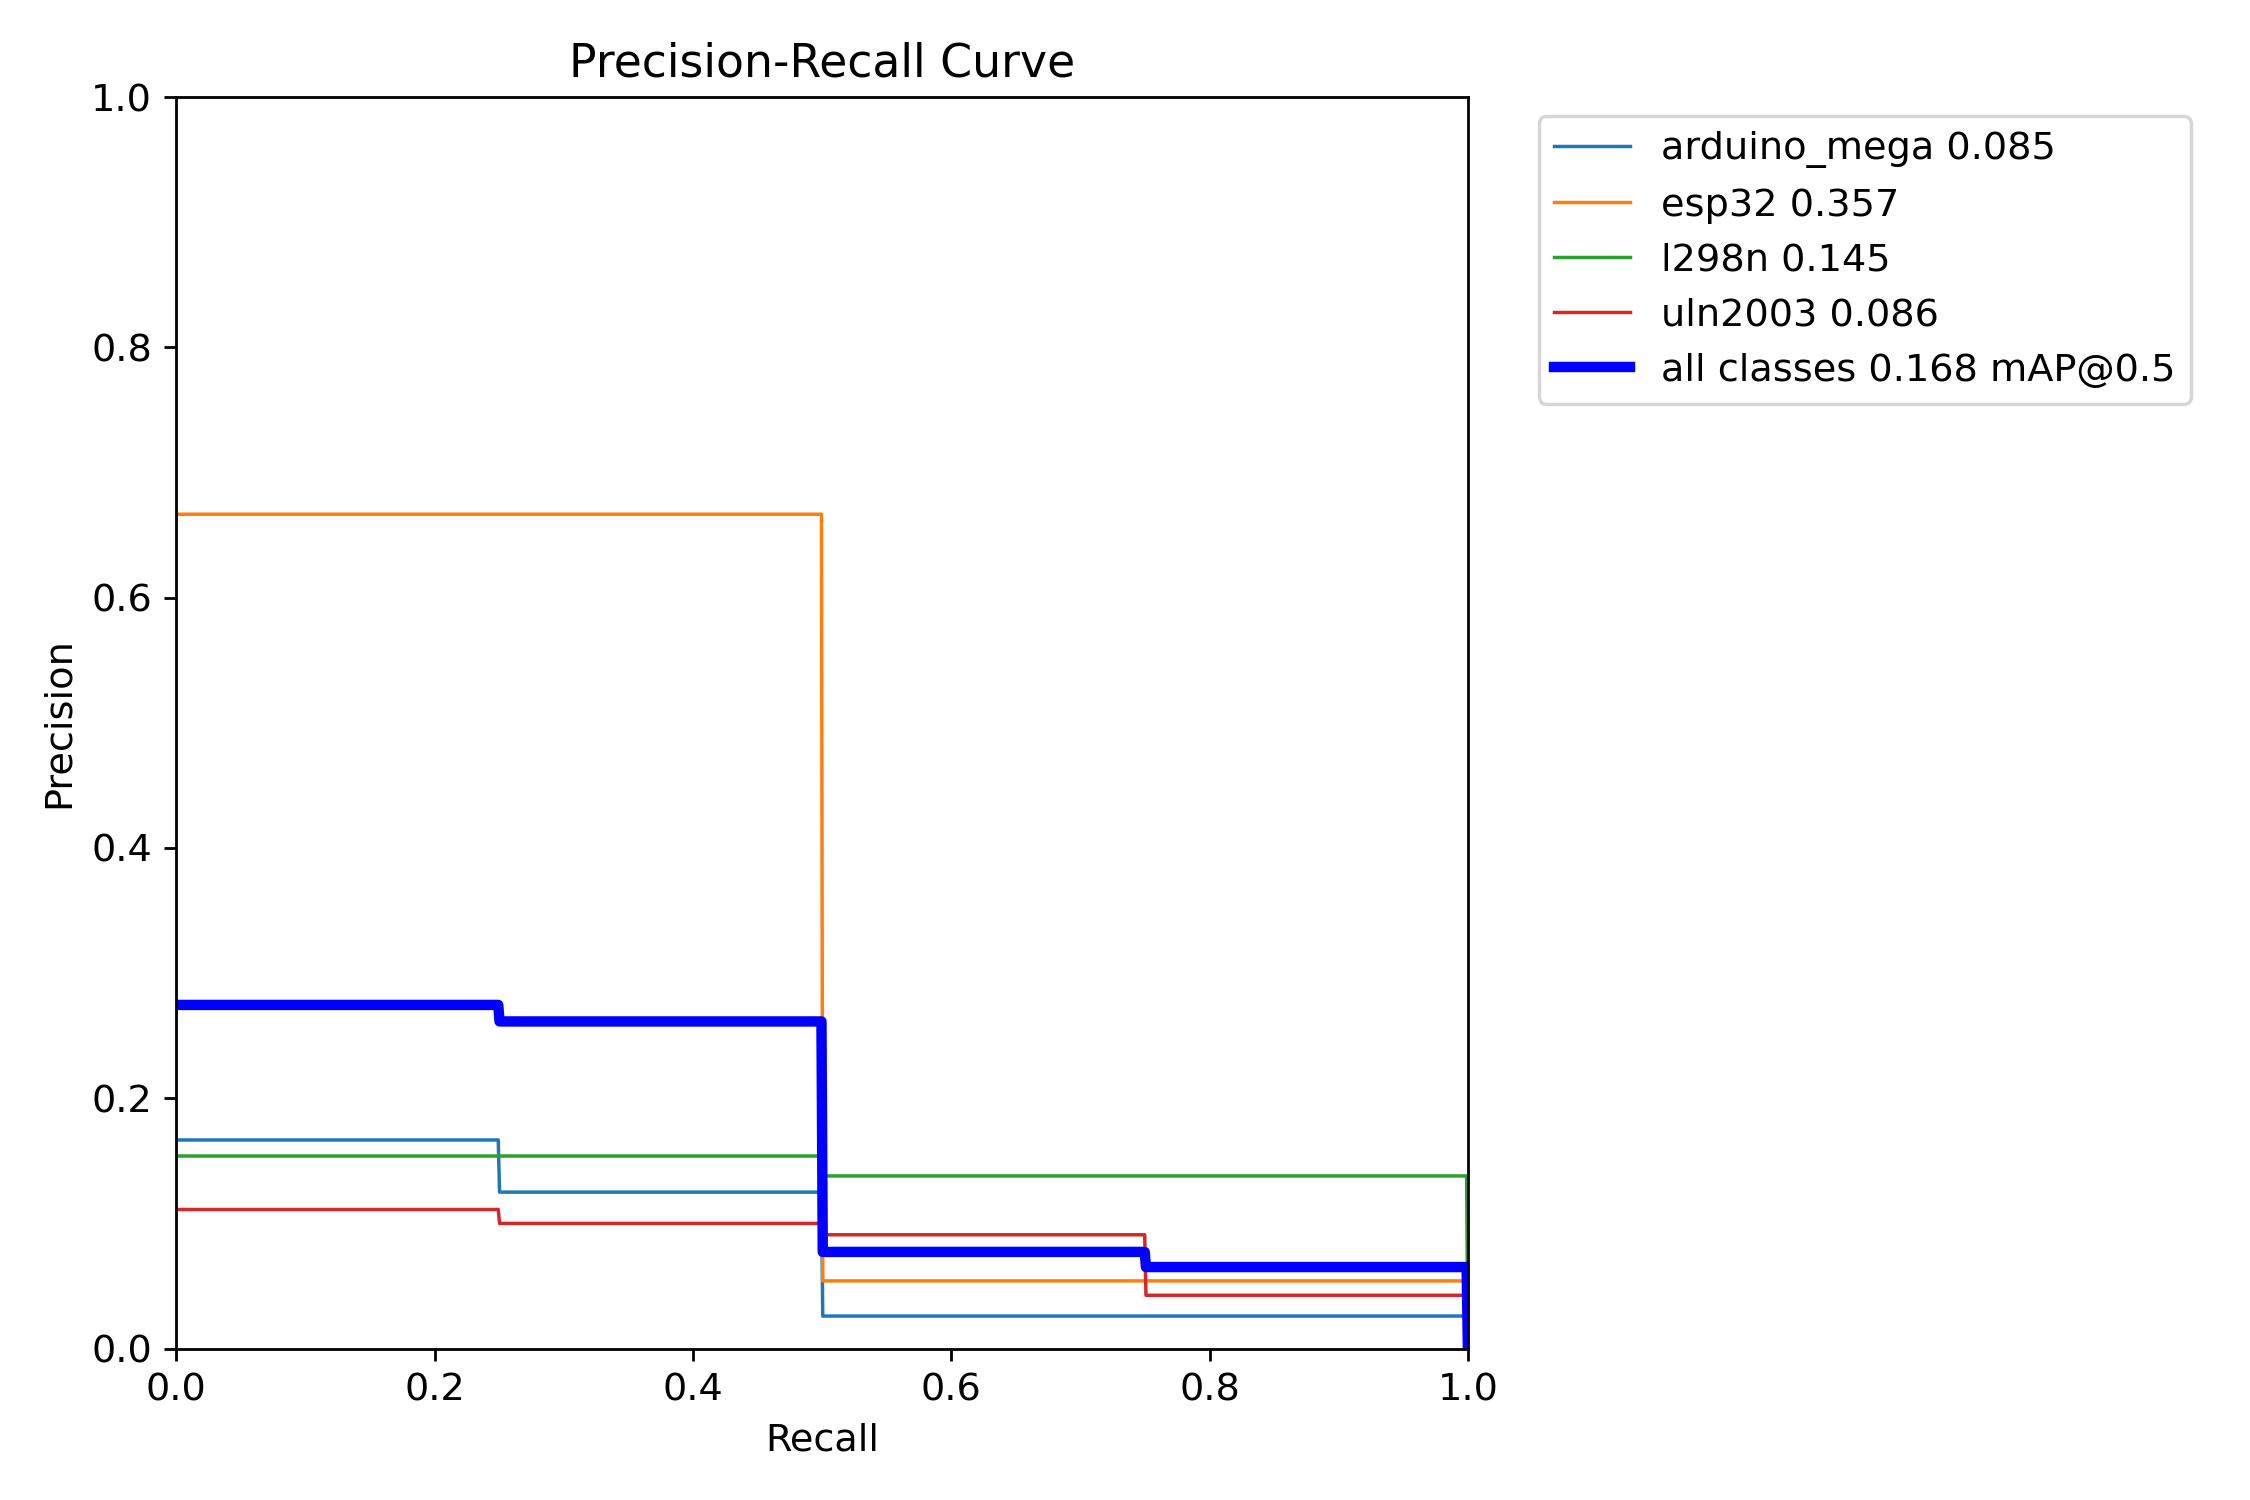 Precision-Recall Curve
1.0
0.8
0.6
0.4
0.2
0.0
Precision
0.0 0.2 0.4 0.6 0.8 1.0
Recall
arduino_mega 0.085
esp32 0.357
l298n 0.145
uln2003 0.086
all classes 0.168 mAP@0.5